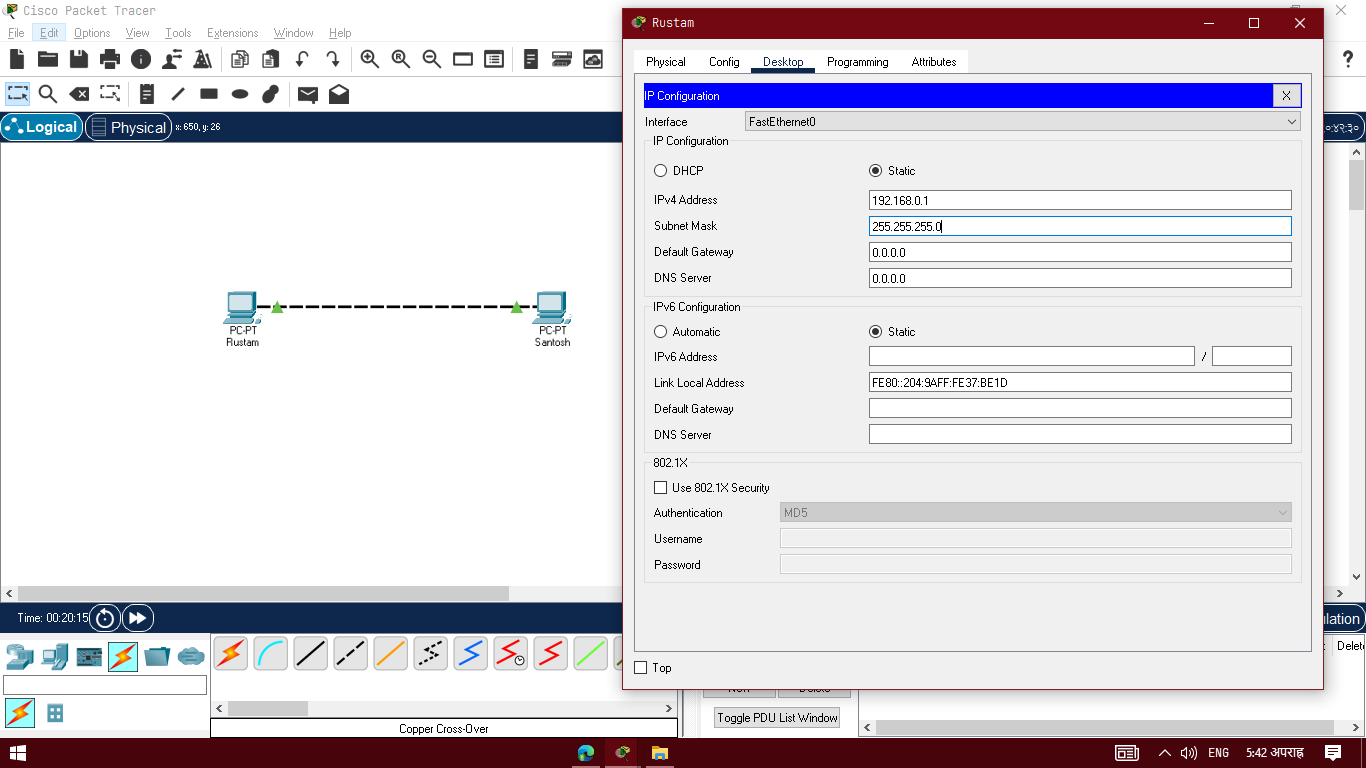 Cisco Packet Tracer
File Edit Options View Tools Extensions Window Help
Logical Physical x: 650, y: 26
PC-PT
Rustam
PC-PT
Santosh
Time: 00:20:15
Copper Cross-Over
Rustam
Physical Config Desktop Programming Attributes
IP Configuration X
Interface FastEthernet0
IP Configuration
DHCP Static
IPv4 Address 192.168.0.1
Subnet Mask 255.255.255.0
Default Gateway 0.0.0.0
DNS Server 0.0.0.0
IPv6 Configuration
Automatic Static
IPv6 Address /
Link Local Address FE80::204:9AFF:FE37:BE1D
Default Gateway
DNS Server
802.1X
Use 802.1X Security
Authentication MD5
Username
Password
Top
Toggle PDU List Window
ENG 5:42 अपराह्न